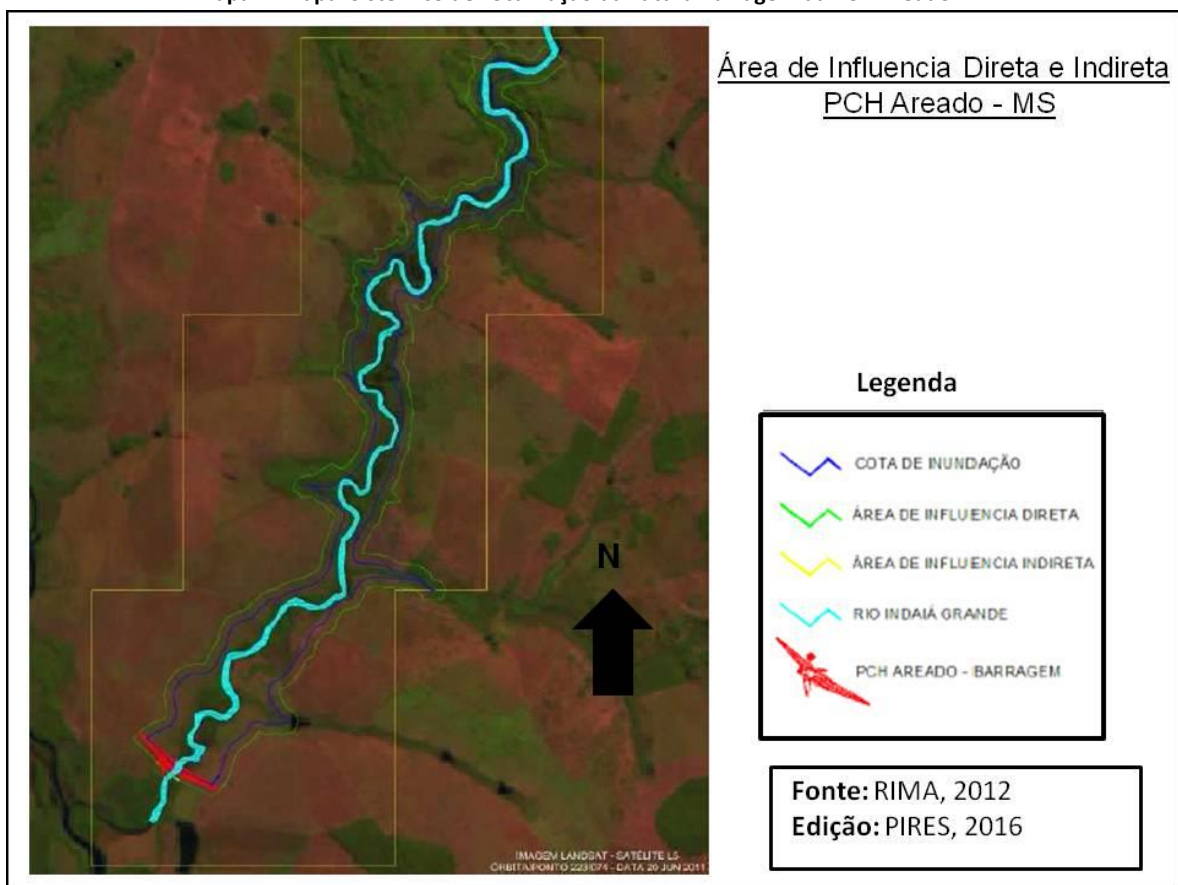 Área de Influencia Direta e Indireta
PCH Areado - MS
N
Legenda
COTA DE INUNDAÇÃO
ÁREA DE INFLUENCIA DIRETA
ÁREA DE INFLUENCIA INDIRETA
RIO INDAIÁ GRANDE
PCH AREADO - BARRAGEM
Fonte: RIMA, 2012
Edição: PIRES, 2016
IMAGEM LANDSAT - SATÉLITE L5
ORBITA/PONTO 223/074 - DATA 20 JUN 2011